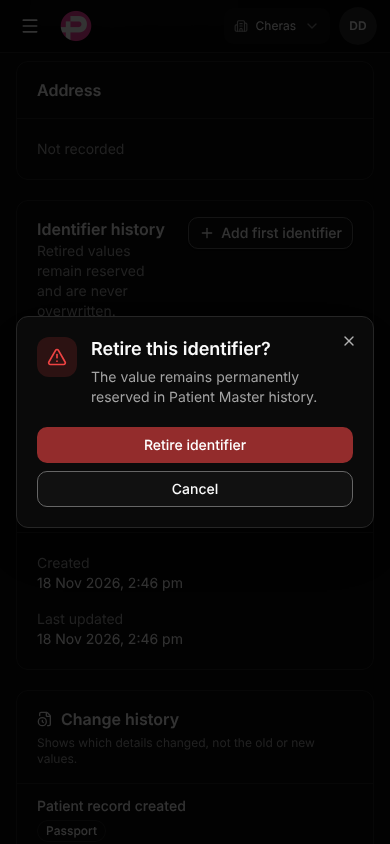 Cheras
DD
Address
Not recorded
Identifier history
Add first identifier
Retired values
remain reserved
and are never
overwritten.
Retire this identifier?
The value remains permanently
reserved in Patient Master history.
Retire identifier
Cancel
Created
18 Nov 2026, 2:46 pm
Last updated
18 Nov 2026, 2:46 pm
Change history
Shows which details changed, not the old or new
values.
Patient record created
Passport